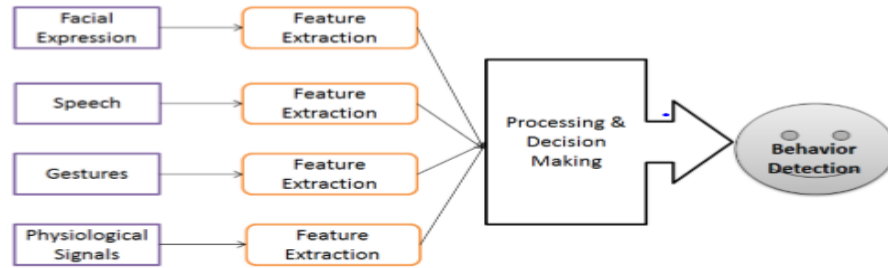 Facial
Expression
Feature
Extraction
Speech
Feature
Extraction
Gestures
Feature
Extraction
Physiological
Signals
Feature
Extraction
Processing &
Decision
Making
Behavior
Detection